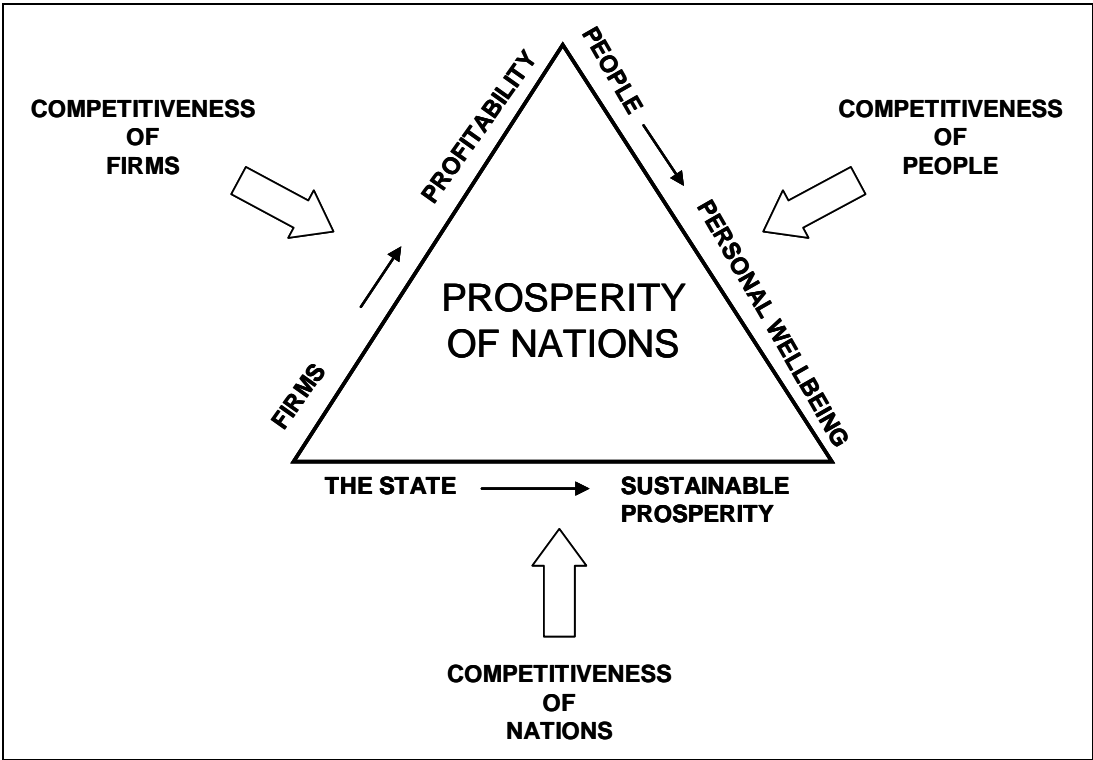 COMPETITIVENESS
OF
FIRMS
PROFITABILITY
FIRMS
PEOPLE
PERSONAL WELLBEING
COMPETITIVENESS
OF
PEOPLE
PROSPERITY
OF NATIONS
THE STATE
SUSTAINABLE
PROSPERITY
COMPETITIVENESS
OF
NATIONS